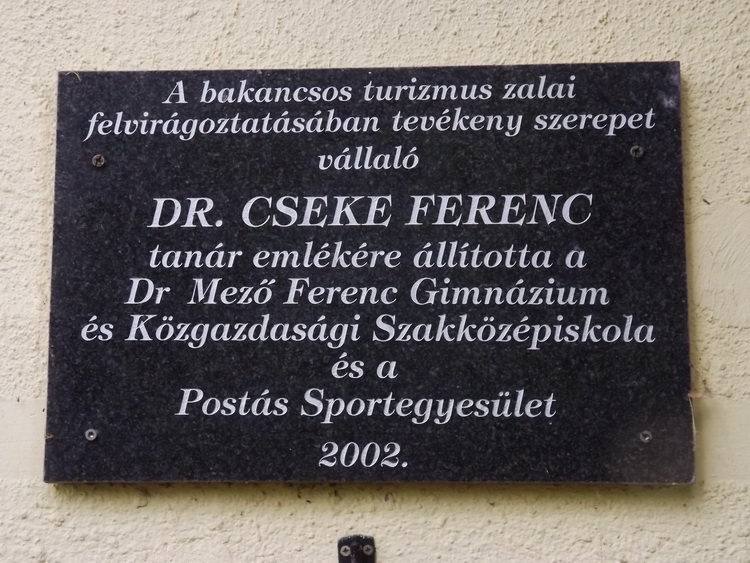 A bakancsos turizmus zalai
felvirágoztatásában tevékeny szerepet
vállaló
DR. CSEKE FERENC
tanár emlékére állította a
Dr Mező Ferenc Gimnázium
és Közgazdasági Szakközépiskola
és a
Postás Sportegyesület
2002.